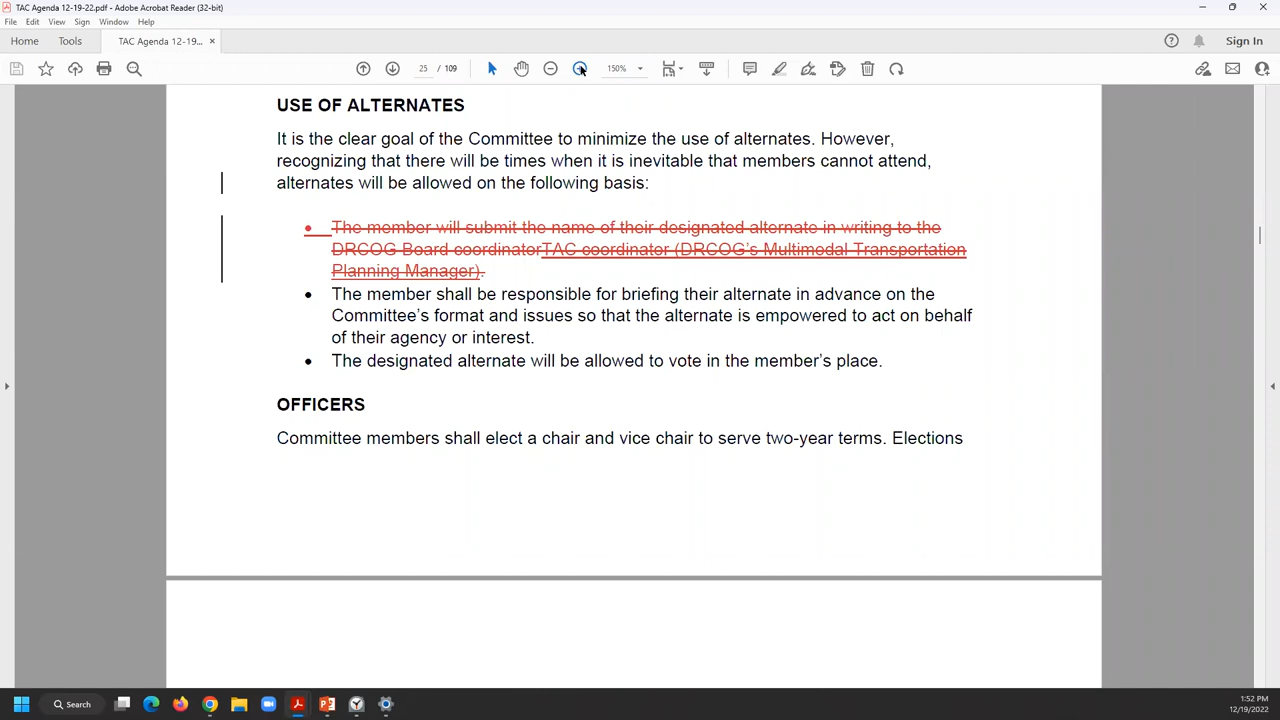 TAC Agenda 12-19-22.pdf - Adobe Acrobat Reader (32-bit)
File Edit View Sign Window Help
Home Tools TAC Agenda 12-19... × Sign In
25 / 109 150%
USE OF ALTERNATES
It is the clear goal of the Committee to minimize the use of alternates. However,
recognizing that there will be times when it is inevitable that members cannot attend,
alternates will be allowed on the following basis:
• The member will submit the name of their designated alternate in writing to the
DRCOG Board coordinatorTAC coordinator (DRCOG's Multimodal Transportation
Planning Manager).
• The member shall be responsible for briefing their alternate in advance on the
Committee's format and issues so that the alternate is empowered to act on behalf
of their agency or interest.
• The designated alternate will be allowed to vote in the member's place.
OFFICERS
Committee members shall elect a chair and vice chair to serve two-year terms. Elections
Search
1:52 PM
12/19/2022